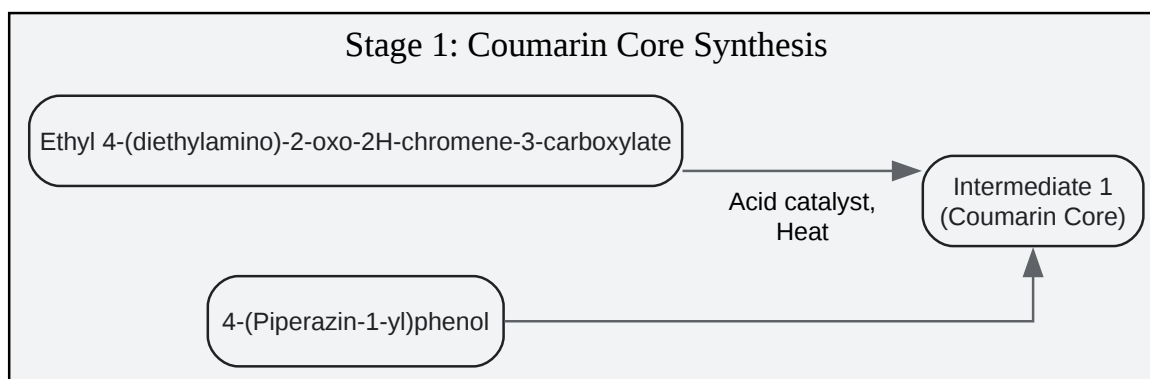 Stage 1: Coumarin Core Synthesis
Ethyl 4-(diethylamino)-2-oxo-2H-chromene-3-carboxylate
Acid catalyst,
Heat
Intermediate 1
(Coumarin Core)
4-(Piperazin-1-yl)phenol